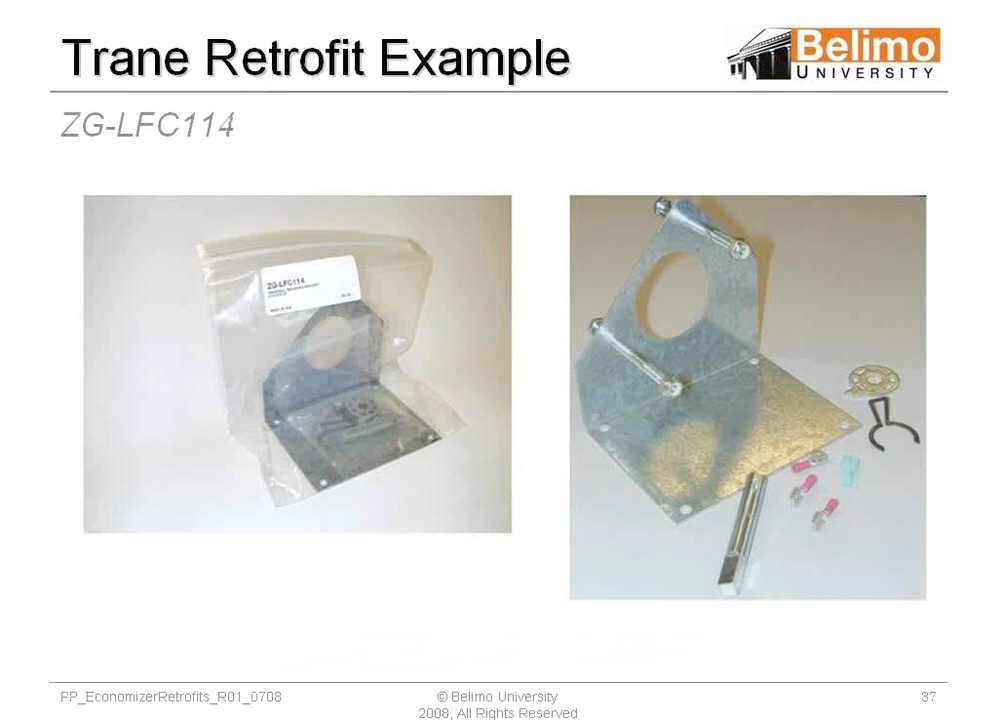 Trane Retrofit Example
Belimo
UNIVERSITY
ZG-LFC114
ZG-LFC114
PP_EconomizerRetrofits_R01_0708
© Belimo University
2008, All Rights Reserved
37